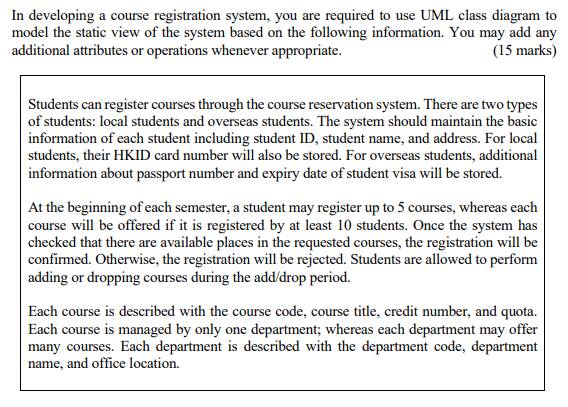 In developing a course registration system, you are required to use UML class diagram to
model the static view of the system based on the following information. You may add any
additional attributes or operations whenever appropriate. (15 marks)
Students can register courses through the course reservation system. There are two types
of students: local students and overseas students. The system should maintain the basic
information of each student including student ID, student name, and address. For local
students, their HKID card number will also be stored. For overseas students, additional
information about passport number and expiry date of student visa will be stored.
At the beginning of each semester, a student may register up to 5 courses, whereas each
course will be offered if it is registered by at least 10 students. Once the system has
checked that there are available places in the requested courses, the registration will be
confirmed. Otherwise, the registration will be rejected. Students are allowed to perform
adding or dropping courses during the add/drop period.
Each course is described with the course code, course title, credit number, and quota.
Each course is managed by only one department; whereas each department may offer
many courses. Each department is described with the department code, department
name, and office location.